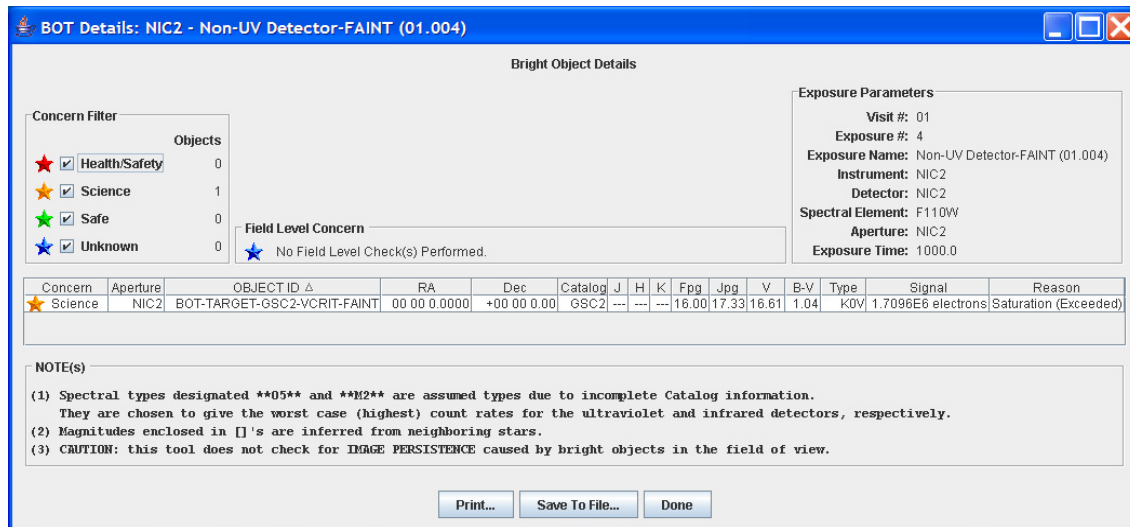 BOT Details: NIC2 - Non-UV Detector-FAINT (01.004)
Bright Object Details
Concern Filter
Objects
Health/Safety 0
Science 1
Safe 0
Unknown 0
Field Level Concern
No Field Level Check(s) Performed.
Exposure Parameters
Visit #: 01
Exposure #: 4
Exposure Name: Non-UV Detector-FAINT (01.004)
Instrument: NIC2
Detector: NIC2
Spectral Element: F110W
Aperture: NIC2
Exposure Time: 1000.0
Concern Aperture OBJECT ID △ RA Dec Catalog J H K Fpg Jpg V B-V Type Signal Reason
Science NIC2 BOT-TARGET-GSC2-VCRIT-FAINT 00 00 0.0000 +00 00 0.00 GSC2 --- --- --- 16.00 17.33 16.61 1.04 K0V 1.7096E6 electrons Saturation (Exceeded)
NOTE(s)
(1) Spectral types designated **O5** and **M2** are assumed types due to incomplete Catalog information.
They are chosen to give the worst case (highest) count rates for the ultraviolet and infrared detectors, respectively.
(2) Magnitudes enclosed in []'s are inferred from neighboring stars.
(3) CAUTION: this tool does not check for IMAGE PERSISTENCE caused by bright objects in the field of view.
Print... Save To File... Done